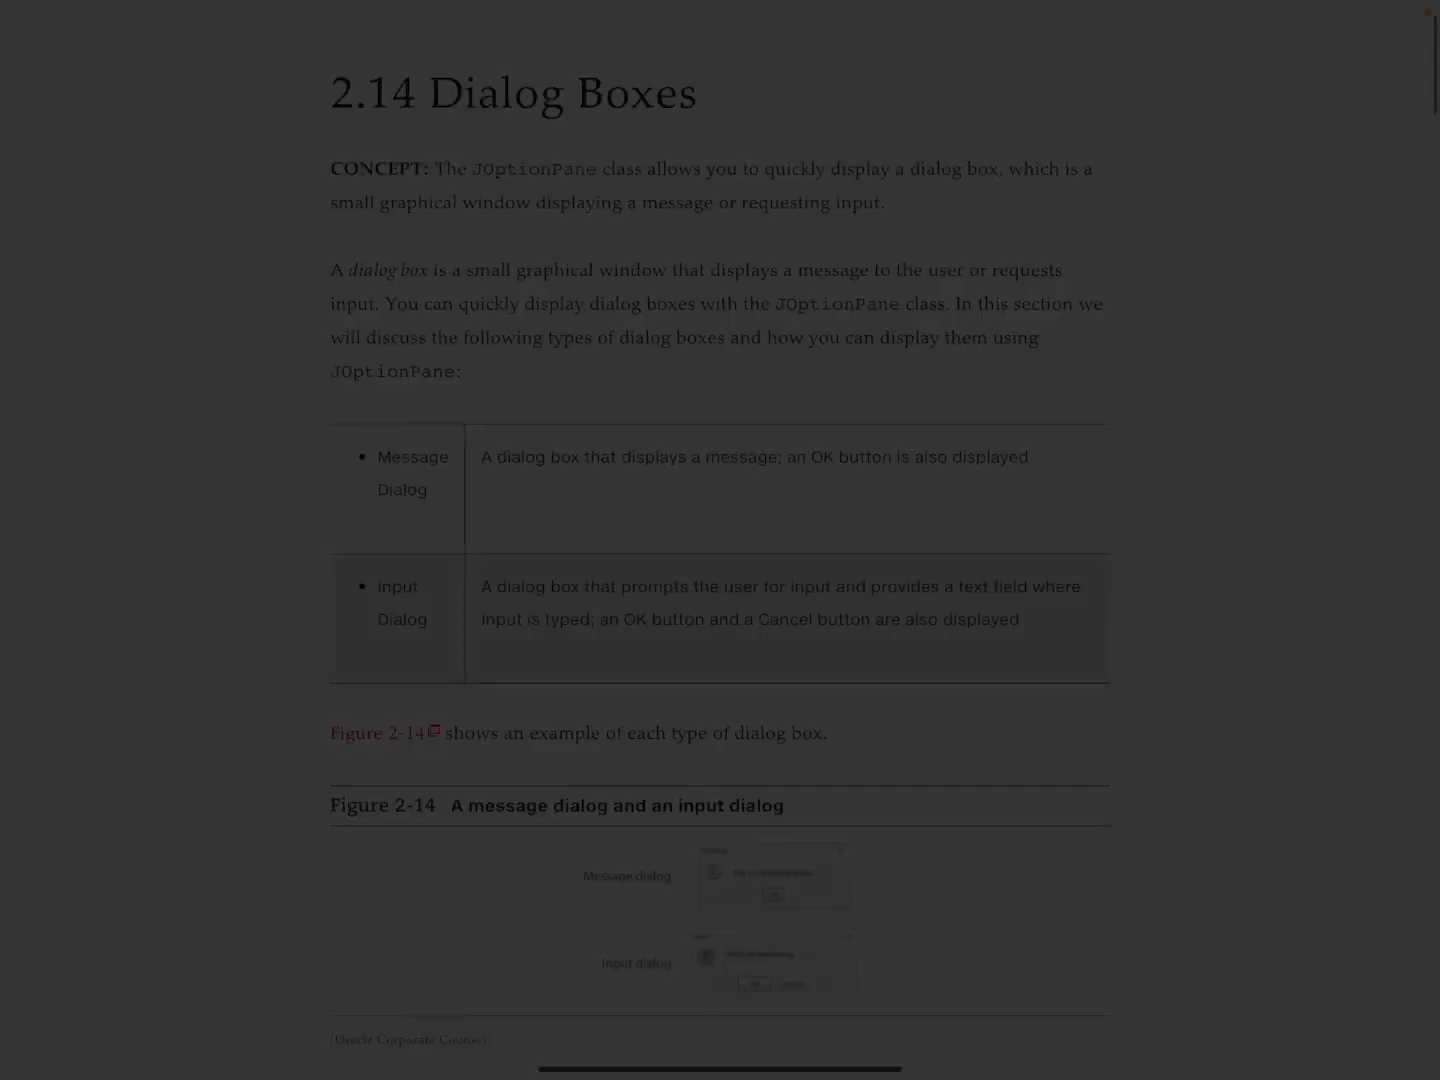 2.14 Dialog Boxes
CONCEPT: The JOptionPane class allows you to quickly display a dialog box, which is a
small graphical window displaying a message or requesting input.
A dialog box is a small graphical window that displays a message to the user or requests
input. You can quickly display dialog boxes with the JOptionPane class. In this section we
will discuss the following types of dialog boxes and how you can display them using
JOptionPane:
• Message
Dialog
A dialog box that displays a message; an OK button is also displayed
• Input
Dialog
A dialog box that prompts the user for input and provides a text field where
input is typed; an OK button and a Cancel button are also displayed
Figure 2-14 shows an example of each type of dialog box.
Figure 2-14 A message dialog and an input dialog
Message dialog
Input dialog
(Oracle Corporate Counsel)